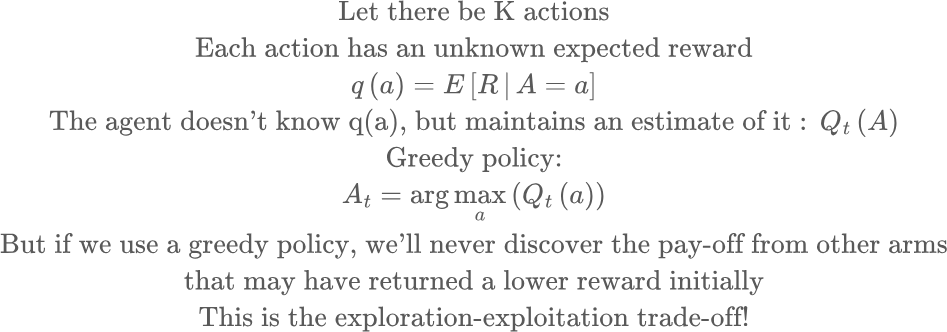 Let there be K actions
Each action has an unknown expected reward
q (a) = E [R | A = a]
The agent doesn't know q(a), but maintains an estimate of it : Q_t (A)
Greedy policy:
A_t = arg max_a (Q_t (a))
But if we use a greedy policy, we'll never discover the pay-off from other arms
that may have returned a lower reward initially
This is the exploration-exploitation trade-off!